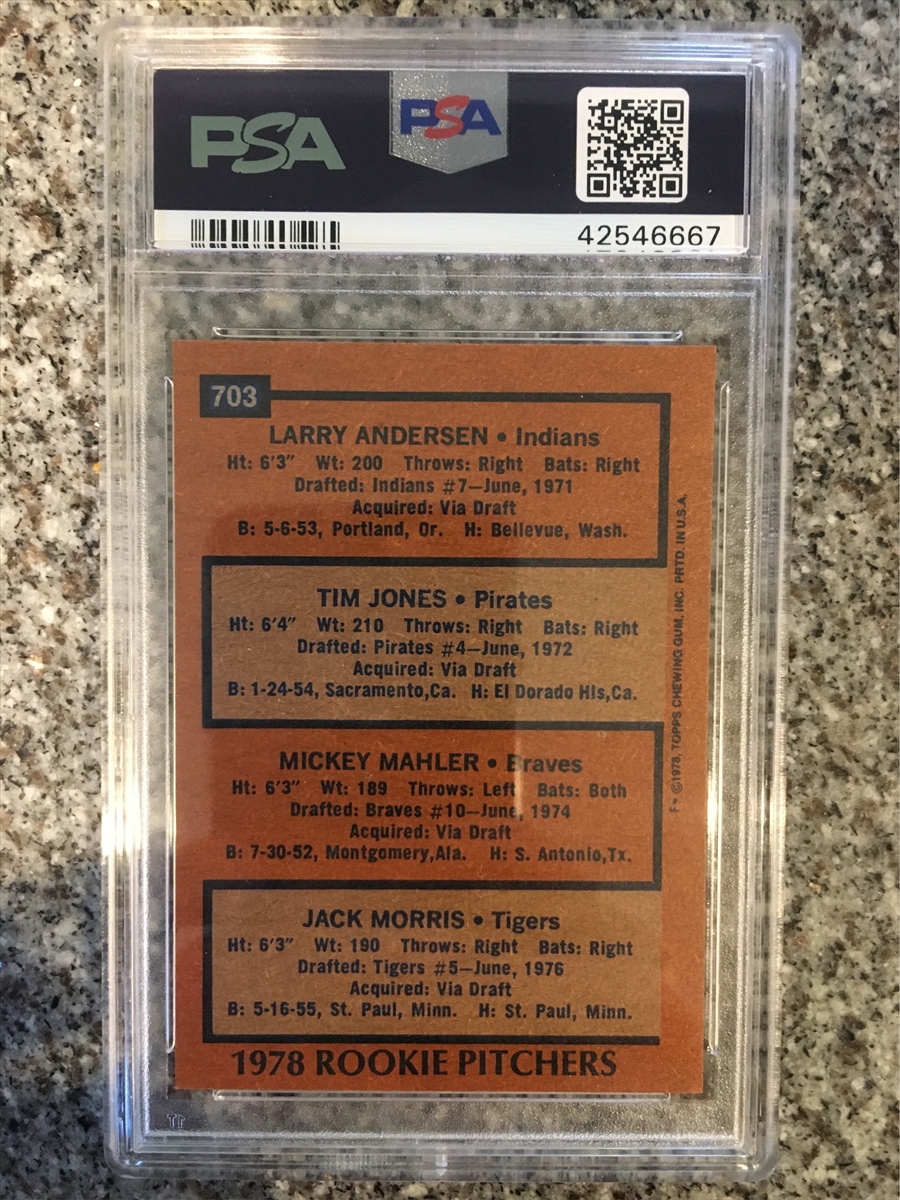 PSA
PSA
42546667
703
LARRY ANDERSEN • Indians
Ht: 6'3" Wt: 200 Throws: Right Bats: Right
Drafted: Indians #7—June, 1971
Acquired: Via Draft
B: 5-6-53, Portland, Or. H: Bellevue, Wash.
TIM JONES • Pirates
Ht: 6'4" Wt: 210 Throws: Right Bats: Right
Drafted: Pirates #4—June, 1972
Acquired: Via Draft
B: 1-24-54, Sacramento,Ca. H: El Dorado Hls,Ca.
MICKEY MAHLER • Braves
Ht: 6'3" Wt: 189 Throws: Left Bats: Both
Drafted: Braves #10—June, 1974
Acquired: Via Draft
B: 7-30-52, Montgomery,Ala. H: S. Antonio,Tx.
JACK MORRIS • Tigers
Ht: 6'3" Wt: 190 Throws: Right Bats: Right
Drafted: Tigers #5—June, 1976
Acquired: Via Draft
B: 5-16-55, St. Paul, Minn. H: St. Paul, Minn.
1978 ROOKIE PITCHERS
F* ©1978, TOPPS CHEWING GUM, INC. PRTD. IN U.S.A.